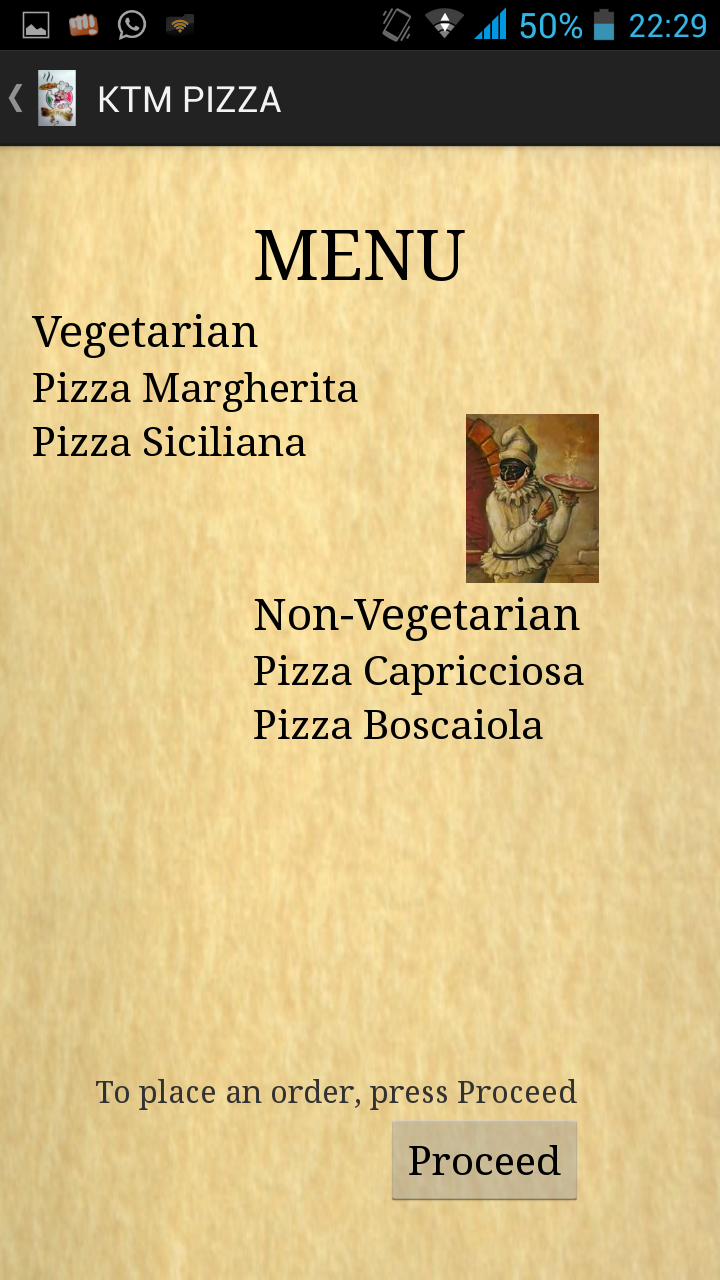 50% 22:29
KTM PIZZA
MENU
Vegetarian
Pizza Margherita
Pizza Siciliana
Non-Vegetarian
Pizza Capricciosa
Pizza Boscaiola
To place an order, press Proceed
Proceed